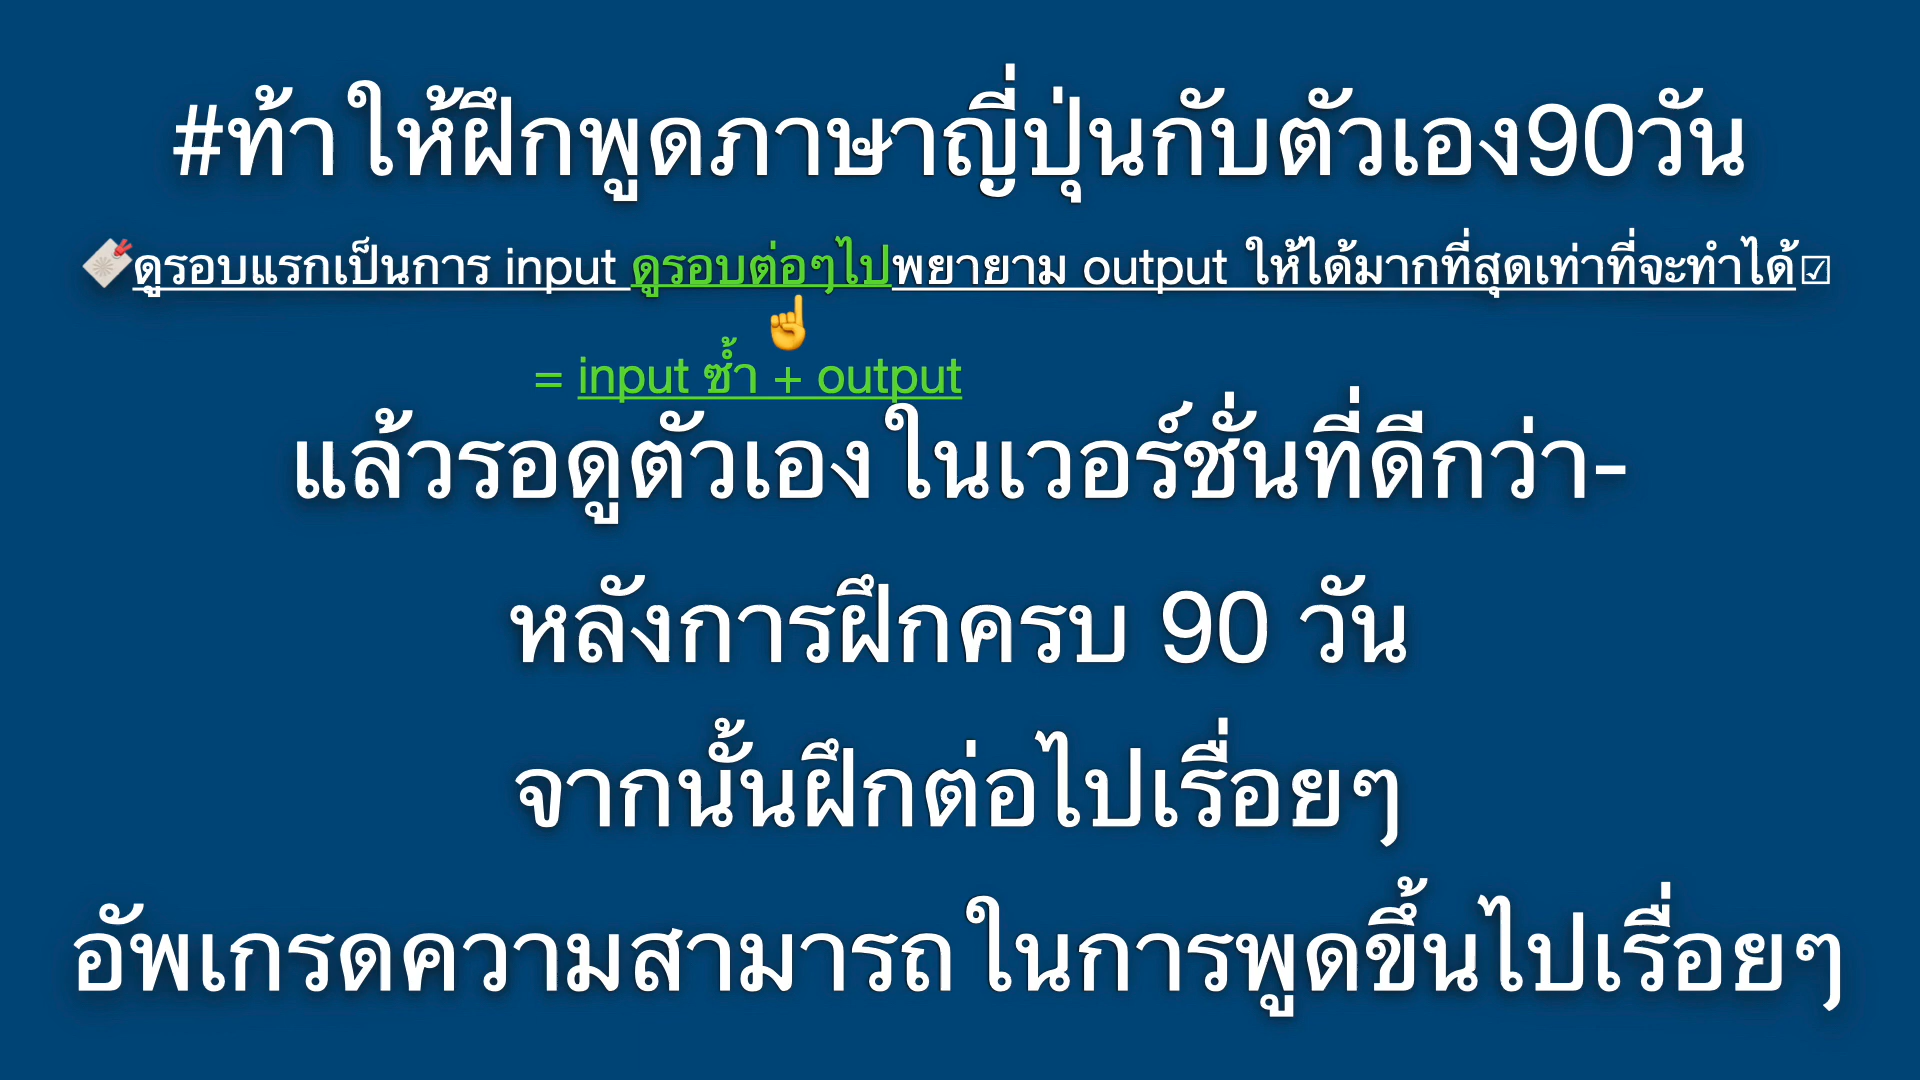 #ท้าให้ฝึกพูดภาษาญี่ปุ่นกับตัวเอง90วัน
ดูรอบแรกเป็นการ input ดูรอบต่อๆไปพยายาม output ให้ได้มากที่สุดเท่าที่จะทำได้☑
= input ซ้ำ + output
แล้วรอดูตัวเองในเวอร์ชั่นที่ดีกว่า-
หลังการฝึกครบ 90 วัน
จากนั้นฝึกต่อไปเรื่อยๆ
อัพเกรดความสามารถในการพูดขึ้นไปเรื่อยๆ